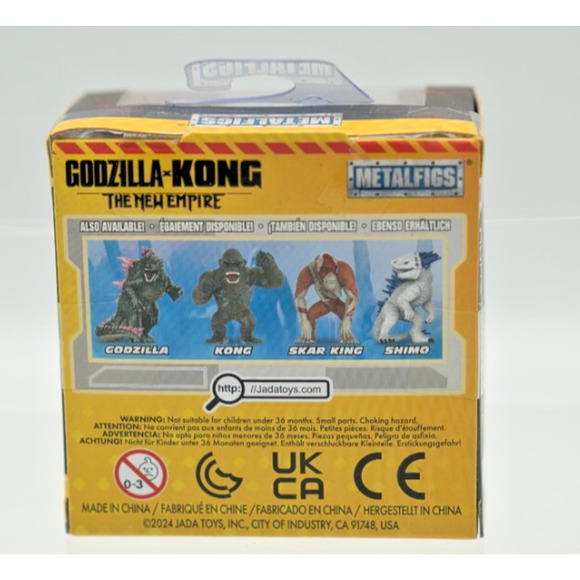 METALFIGS
METALFIGS
GODZILLA x KONG
THE NEW EMPIRE
METALFIGS®
ALSO AVAILABLE! • ÉGAIEMENT DISPONIBLE! • ¡TAMBIÉN DISPONIBLE! • EBENSO ERHÄLTLICH
GODZILLA KONG SKAR KING SHIMO
http: //Jadatoys.com
WARNING: Not suitable for children under 36 months. Small parts. Choking hazard.
ATTENTION: Ne convient pas aux enfants de moins de 36 mois. Petites pièces. Risque d'étouffement.
ADVERTENCIA: No apto para niños menores de 36 meses. Piezas pequeñas. Peligro de asfixia.
ACHTUNG! Nicht für Kinder unter 36 Monaten geeignet. Enthält verschluckbare Kleinteile. Erstickungsgefahr!
0-3
UK
CA
CE
MADE IN CHINA / FABRIQUÉ EN CHINE / FABRICADO EN CHINA / HERGESTELLT IN CHINA
©2024 JADA TOYS, INC., CITY OF INDUSTRY, CA 91748, USA